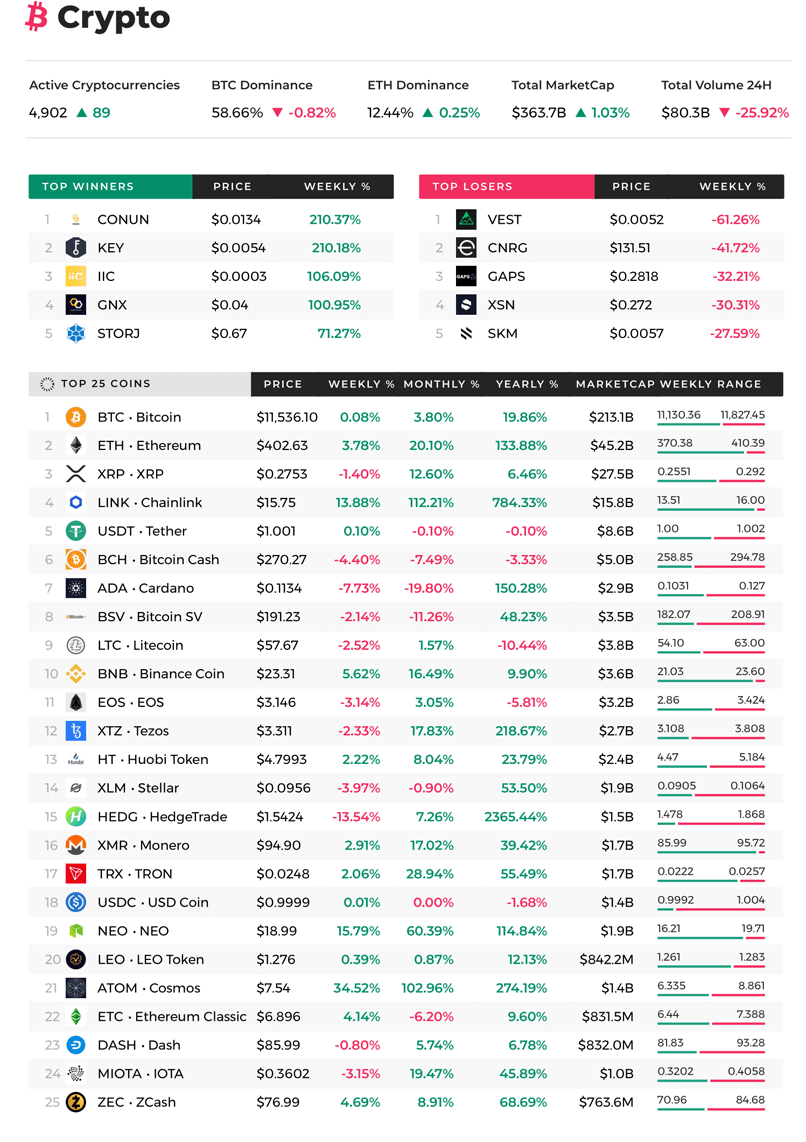 Crypto
Active Cryptocurrencies BTC Dominance ETH Dominance Total MarketCap Total Volume 24H
4,902 ▲ 89 58.66% ▼ -0.82% 12.44% ▲ 0.25% $363.7B ▲ 1.03% $80.3B ▼ -25.92%
TOP WINNERS PRICE WEEKLY %
1 CONUN $0.0134 210.37%
2 KEY $0.0054 210.18%
3 IIC $0.0003 106.09%
4 GNX $0.04 100.95%
5 STORJ $0.67 71.27%
TOP LOSERS PRICE WEEKLY %
1 VEST $0.0052 -61.26%
2 CNRG $131.51 -41.72%
3 GAPS $0.2818 -32.21%
4 XSN $0.272 -30.31%
5 SKM $0.0057 -27.59%
TOP 25 COINS PRICE WEEKLY % MONTHLY % YEARLY % MARKETCAP WEEKLY RANGE
1 BTC • Bitcoin $11,536.10 0.08% 3.80% 19.86% $213.1B 11,130.36 11,827.45
2 ETH • Ethereum $402.63 3.78% 20.10% 133.88% $45.2B 370.38 410.39
3 XRP • XRP $0.2753 -1.40% 12.60% 6.46% $27.5B 0.2551 0.292
4 LINK • Chainlink $15.75 13.88% 112.21% 784.33% $15.8B 13.51 16.00
5 USDT • Tether $1.001 0.10% -0.10% -0.10% $8.6B 1.00 1.002
6 BCH • Bitcoin Cash $270.27 -4.40% -7.49% -3.33% $5.0B 258.85 294.78
7 ADA • Cardano $0.1134 -7.73% -19.80% 150.28% $2.9B 0.1031 0.127
8 BSV • Bitcoin SV $191.23 -2.14% -11.26% 48.23% $3.5B 182.07 208.91
9 LTC • Litecoin $57.67 -2.52% 1.57% -10.44% $3.8B 54.10 63.00
10 BNB • Binance Coin $23.31 5.62% 16.49% 9.90% $3.6B 21.03 23.60
11 EOS • EOS $3.146 -3.14% 3.05% -5.81% $3.2B 2.86 3.424
12 XTZ • Tezos $3.311 -2.33% 17.83% 218.67% $2.7B 3.108 3.808
13 Huobi HT • Huobi Token $4.7993 2.22% 8.04% 23.79% $2.4B 4.47 5.184
14 XLM • Stellar $0.0956 -3.97% -0.90% 53.50% $1.9B 0.0905 0.1064
15 HEDG • HedgeTrade $1.5424 -13.54% 7.26% 2365.44% $1.5B 1.478 1.868
16 XMR • Monero $94.90 2.91% 17.02% 39.42% $1.7B 85.99 95.72
17 TRX • TRON $0.0248 2.06% 28.94% 55.49% $1.7B 0.0222 0.0257
18 USDC • USD Coin $0.9999 0.01% 0.00% -1.68% $1.4B 0.9992 1.004
19 NEO • NEO $18.99 15.79% 60.39% 114.84% $1.9B 16.21 19.71
20 LEO • LEO Token $1.276 0.39% 0.87% 12.13% $842.2M 1.261 1.283
21 ATOM • Cosmos $7.54 34.52% 102.96% 274.19% $1.4B 6.335 8.861
22 ETC • Ethereum Classic $6.896 4.14% -6.20% 9.60% $831.5M 6.44 7.388
23 DASH • Dash $85.99 -0.80% 5.74% 6.78% $832.0M 81.83 93.28
24 MIOTA • IOTA $0.3602 -3.15% 19.47% 45.89% $1.0B 0.3202 0.4058
25 ZEC • ZCash $76.99 4.69% 8.91% 68.69% $763.6M 70.96 84.68